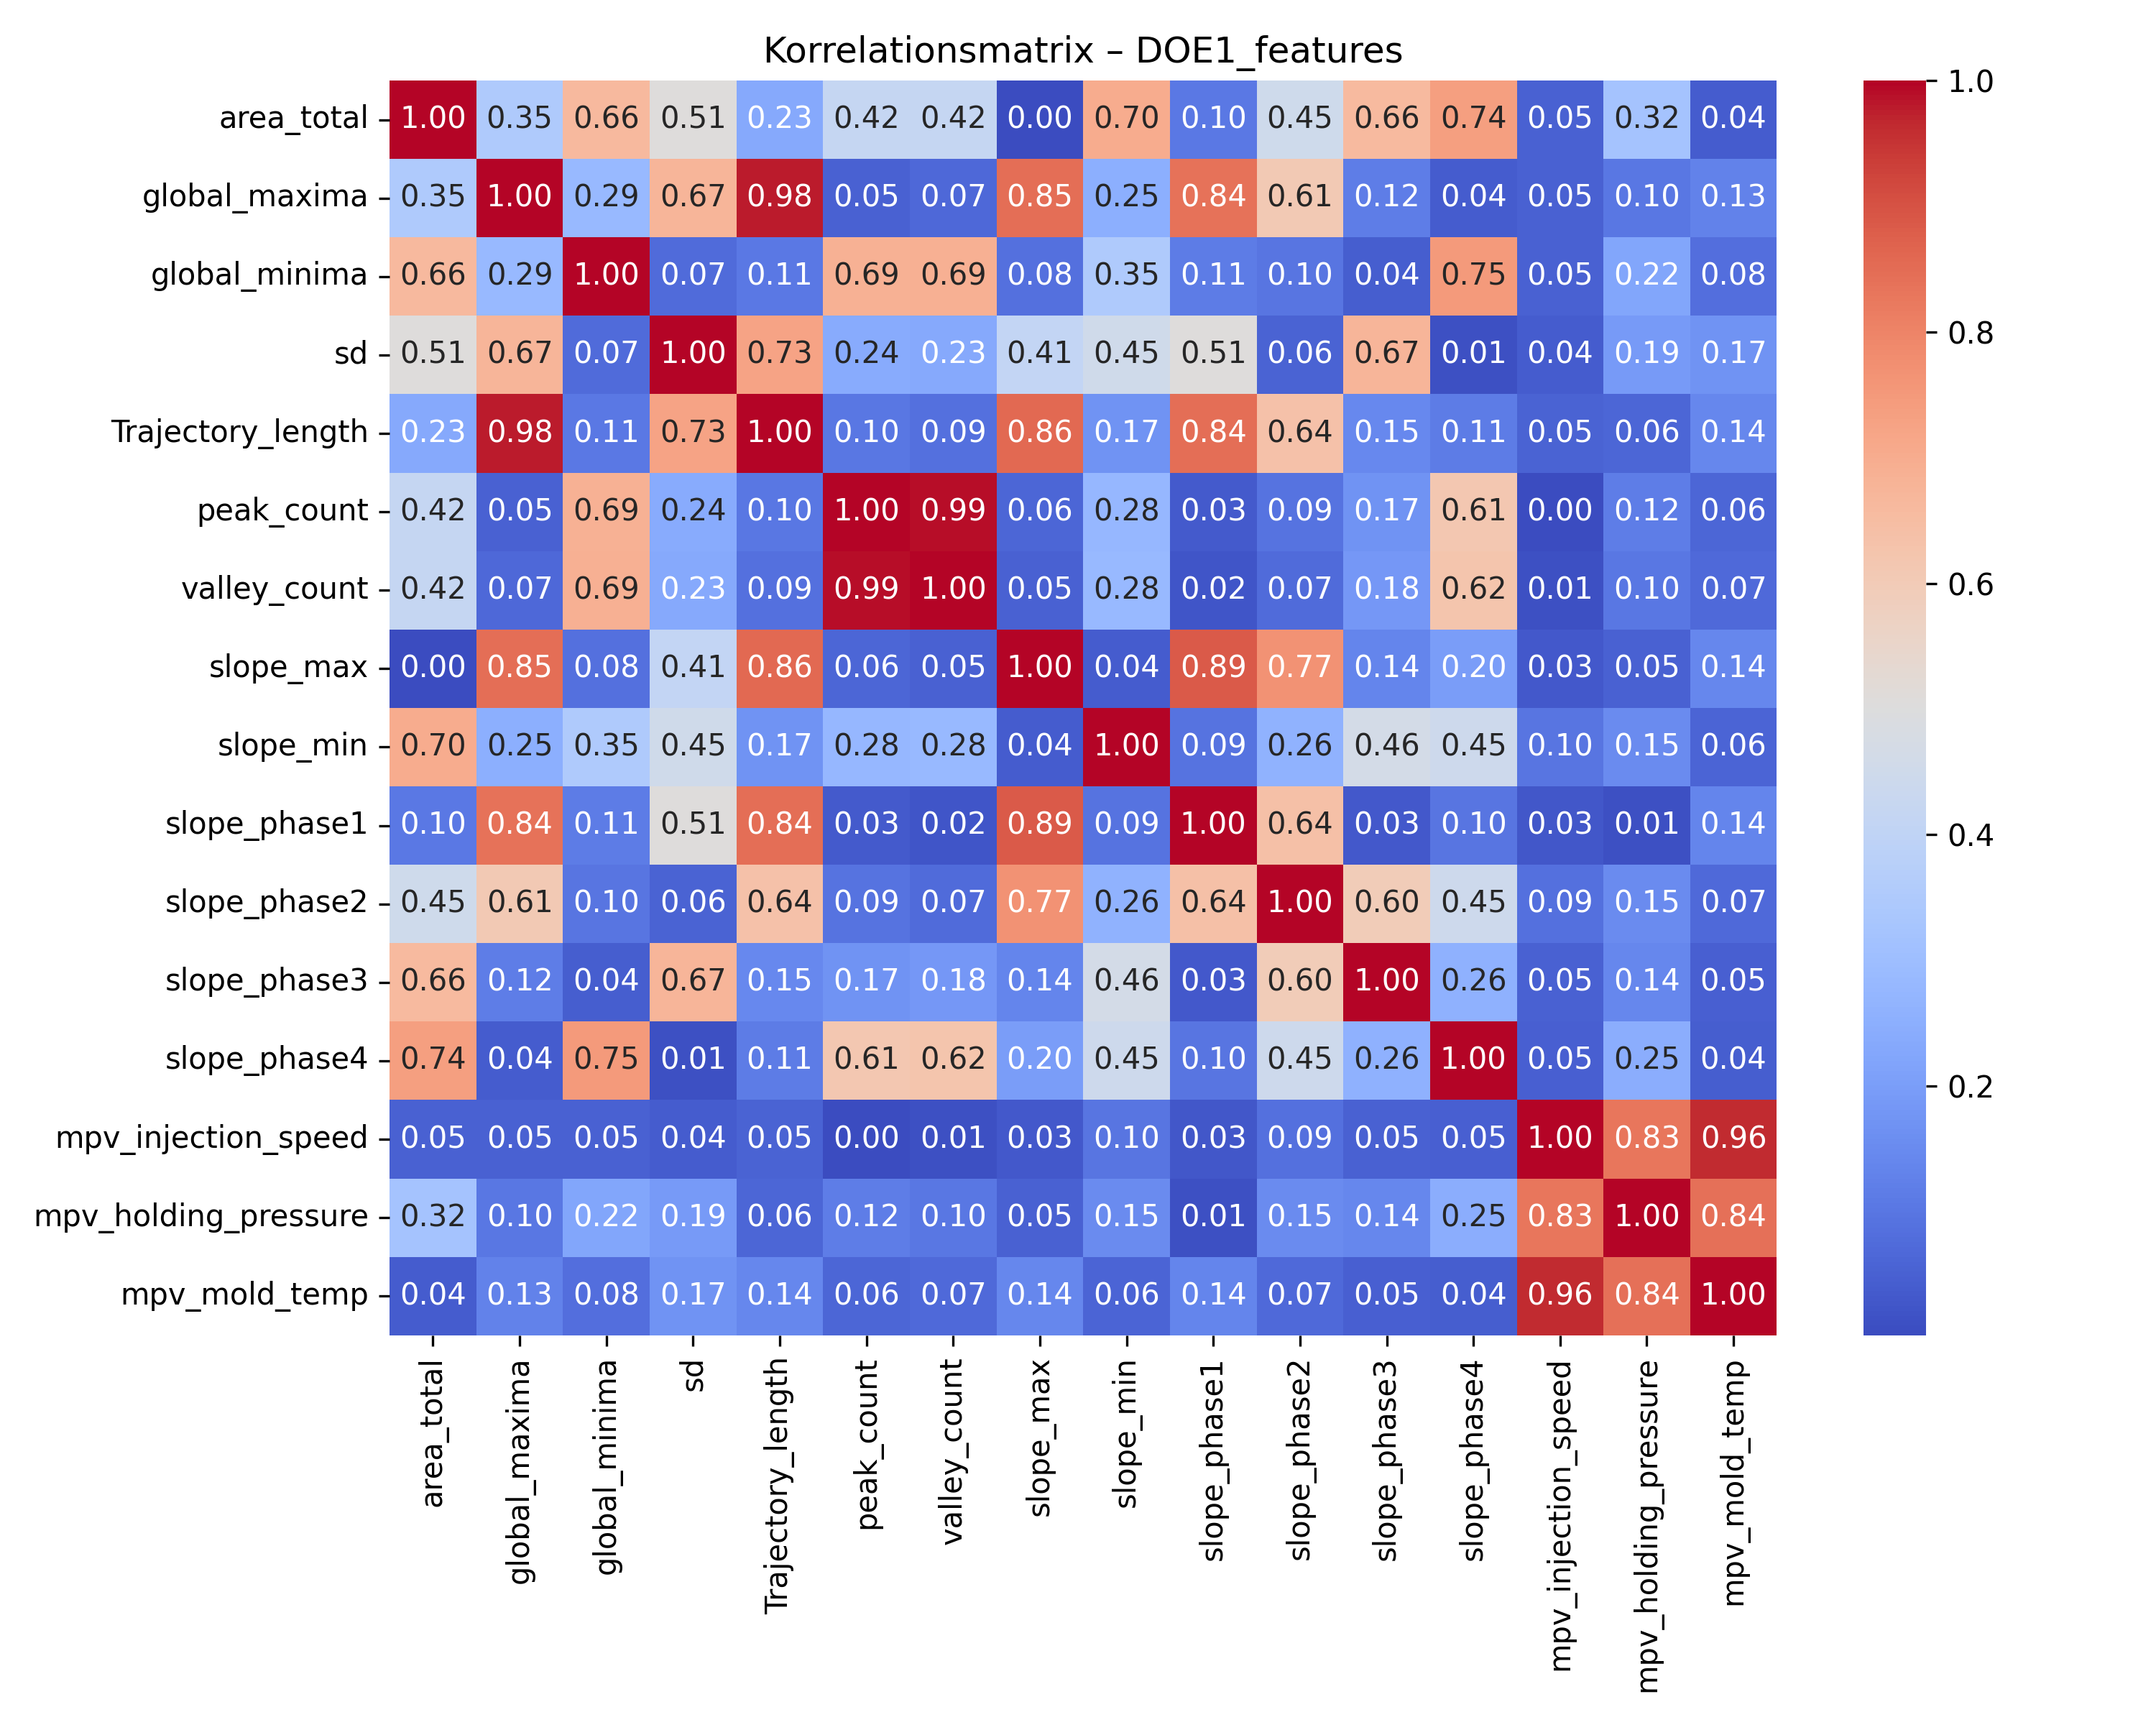 Korrelationsmatrix – DOE1_features
area_total 1.00 0.35 0.66 0.51 0.23 0.42 0.42 0.00 0.70 0.10 0.45 0.66 0.74 0.05 0.32 0.04
global_maxima 0.35 1.00 0.29 0.67 0.98 0.05 0.07 0.85 0.25 0.84 0.61 0.12 0.04 0.05 0.10 0.13
global_minima 0.66 0.29 1.00 0.07 0.11 0.69 0.69 0.08 0.35 0.11 0.10 0.04 0.75 0.05 0.22 0.08
sd 0.51 0.67 0.07 1.00 0.73 0.24 0.23 0.41 0.45 0.51 0.06 0.67 0.01 0.04 0.19 0.17
Trajectory_length 0.23 0.98 0.11 0.73 1.00 0.10 0.09 0.86 0.17 0.84 0.64 0.15 0.11 0.05 0.06 0.14
peak_count 0.42 0.05 0.69 0.24 0.10 1.00 0.99 0.06 0.28 0.03 0.09 0.17 0.61 0.00 0.12 0.06
valley_count 0.42 0.07 0.69 0.23 0.09 0.99 1.00 0.05 0.28 0.02 0.07 0.18 0.62 0.01 0.10 0.07
slope_max 0.00 0.85 0.08 0.41 0.86 0.06 0.05 1.00 0.04 0.89 0.77 0.14 0.20 0.03 0.05 0.14
slope_min 0.70 0.25 0.35 0.45 0.17 0.28 0.28 0.04 1.00 0.09 0.26 0.46 0.45 0.10 0.15 0.06
slope_phase1 0.10 0.84 0.11 0.51 0.84 0.03 0.02 0.89 0.09 1.00 0.64 0.03 0.10 0.03 0.01 0.14
slope_phase2 0.45 0.61 0.10 0.06 0.64 0.09 0.07 0.77 0.26 0.64 1.00 0.60 0.45 0.09 0.15 0.07
slope_phase3 0.66 0.12 0.04 0.67 0.15 0.17 0.18 0.14 0.46 0.03 0.60 1.00 0.26 0.05 0.14 0.05
slope_phase4 0.74 0.04 0.75 0.01 0.11 0.61 0.62 0.20 0.45 0.10 0.45 0.26 1.00 0.05 0.25 0.04
mpv_injection_speed 0.05 0.05 0.05 0.04 0.05 0.00 0.01 0.03 0.10 0.03 0.09 0.05 0.05 1.00 0.83 0.96
mpv_holding_pressure 0.32 0.10 0.22 0.19 0.06 0.12 0.10 0.05 0.15 0.01 0.15 0.14 0.25 0.83 1.00 0.84
mpv_mold_temp 0.04 0.13 0.08 0.17 0.14 0.06 0.07 0.14 0.06 0.14 0.07 0.05 0.04 0.96 0.84 1.00
area_total
global_maxima
global_minima
sd
Trajectory_length
peak_count
valley_count
slope_max
slope_min
slope_phase1
slope_phase2
slope_phase3
slope_phase4
mpv_injection_speed
mpv_holding_pressure
mpv_mold_temp
1.0
0.8
0.6
0.4
0.2